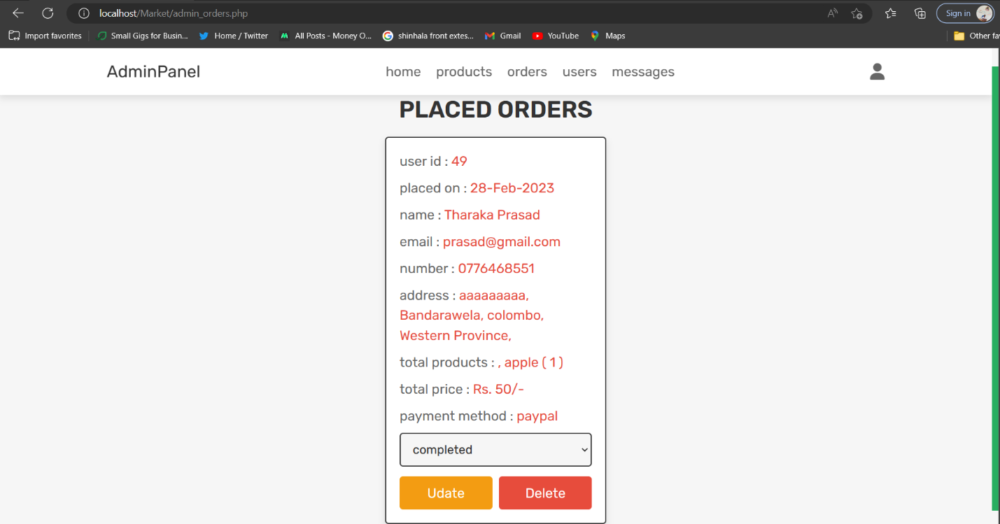 localhost/Market/admin_orders.php
Sign in
Import favorites Small Gigs for Busin... Home / Twitter All Posts - Money O... shinhala front extes... Gmail YouTube Maps Other fa
AdminPanel home products orders users messages
PLACED ORDERS
user id : 49
placed on : 28-Feb-2023
name : Tharaka Prasad
email : prasad@gmail.com
number : 0776468551
address : aaaaaaaaa,
Bandarawela, colombo,
Western Province,
total products : , apple ( 1 )
total price : Rs. 50/-
payment method : paypal
completed
Udate Delete